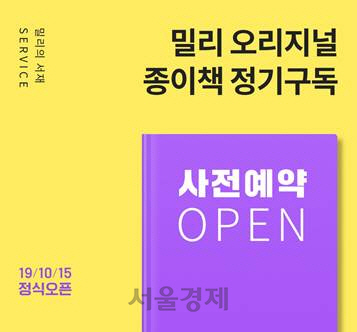 밀리의 서재
SERVICE
밀리 오리지널
종이책 정기구독
사전예약
OPEN
19/10/15
정식오픈
서울경제